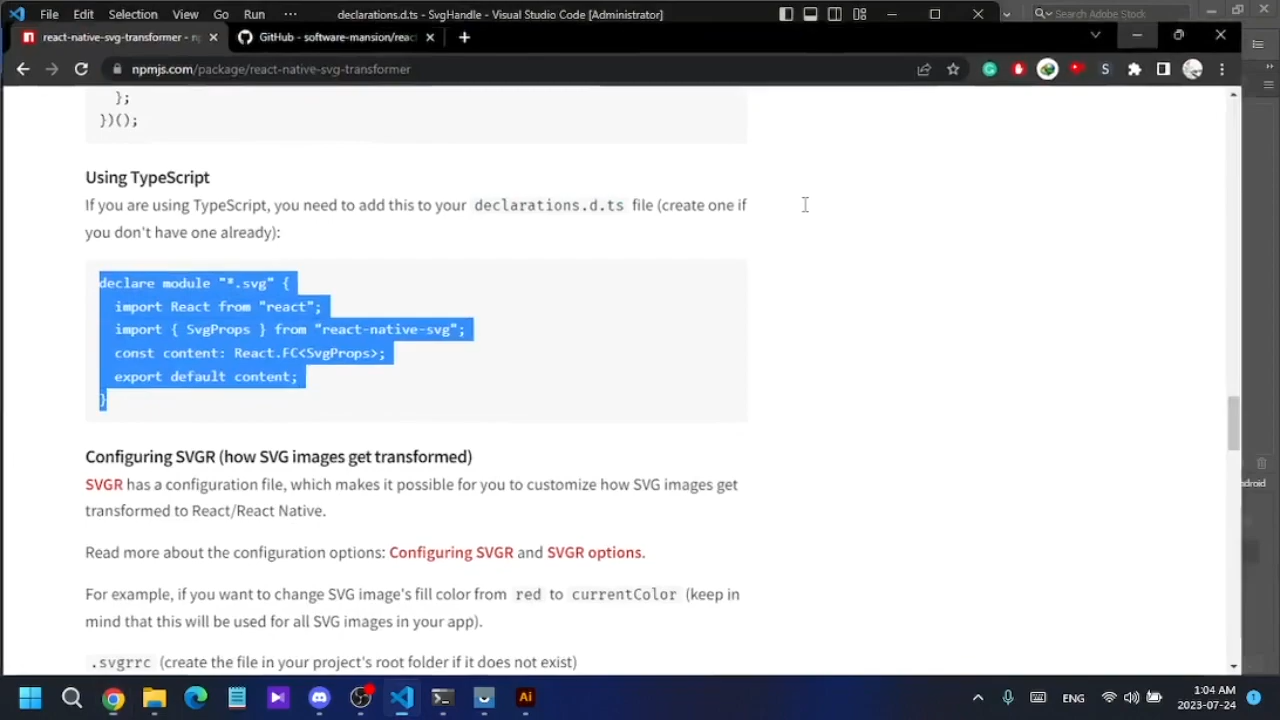 File Edit Selection View Go Run ··· declarations.d.ts - SvgHandle - Visual Studio Code [Administrator] Search Adobe Stock
react-native-svg-transformer - n GitHub - software-mansion/reac
npmjs.com/package/react-native-svg-transformer
};
})();
Using TypeScript
If you are using TypeScript, you need to add this to your declarations.d.ts file (create one if
you don't have one already):
declare module "*.svg" {
import React from "react";
import { SvgProps } from "react-native-svg";
const content: React.FC<SvgProps>;
export default content;
}
Configuring SVGR (how SVG images get transformed)
SVGR has a configuration file, which makes it possible for you to customize how SVG images get
transformed to React/React Native.
Read more about the configuration options: Configuring SVGR and SVGR options.
For example, if you want to change SVG image's fill color from red to currentColor (keep in
mind that this will be used for all SVG images in your app).
.svgrrc (create the file in your project's root folder if it does not exist)
droid
Ai
ENG
1:04 AM
2023-07-24
1